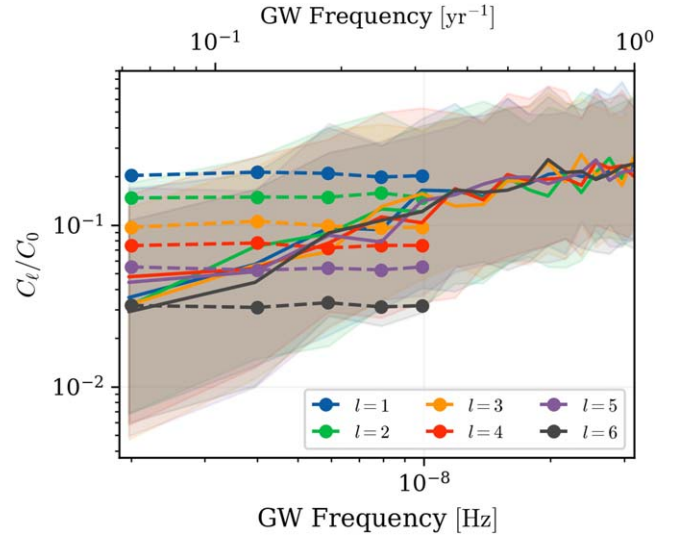 GW Frequency [yr⁻¹]
10⁻¹ 10⁰
C_ℓ/C_0
10⁻¹
10⁻²
l = 1 l = 3 l = 5
l = 2 l = 4 l = 6
10⁻⁸
GW Frequency [Hz]